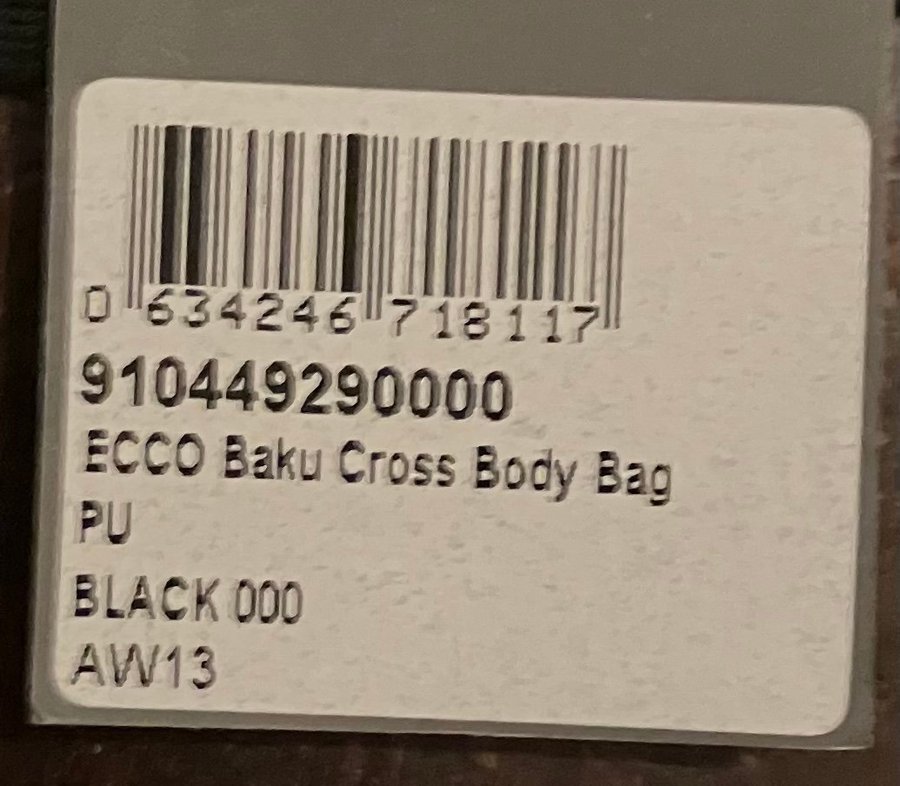 0 634246 718117
910449290000
ECCO Baku Cross Body Bag
PU
BLACK 000
AW13